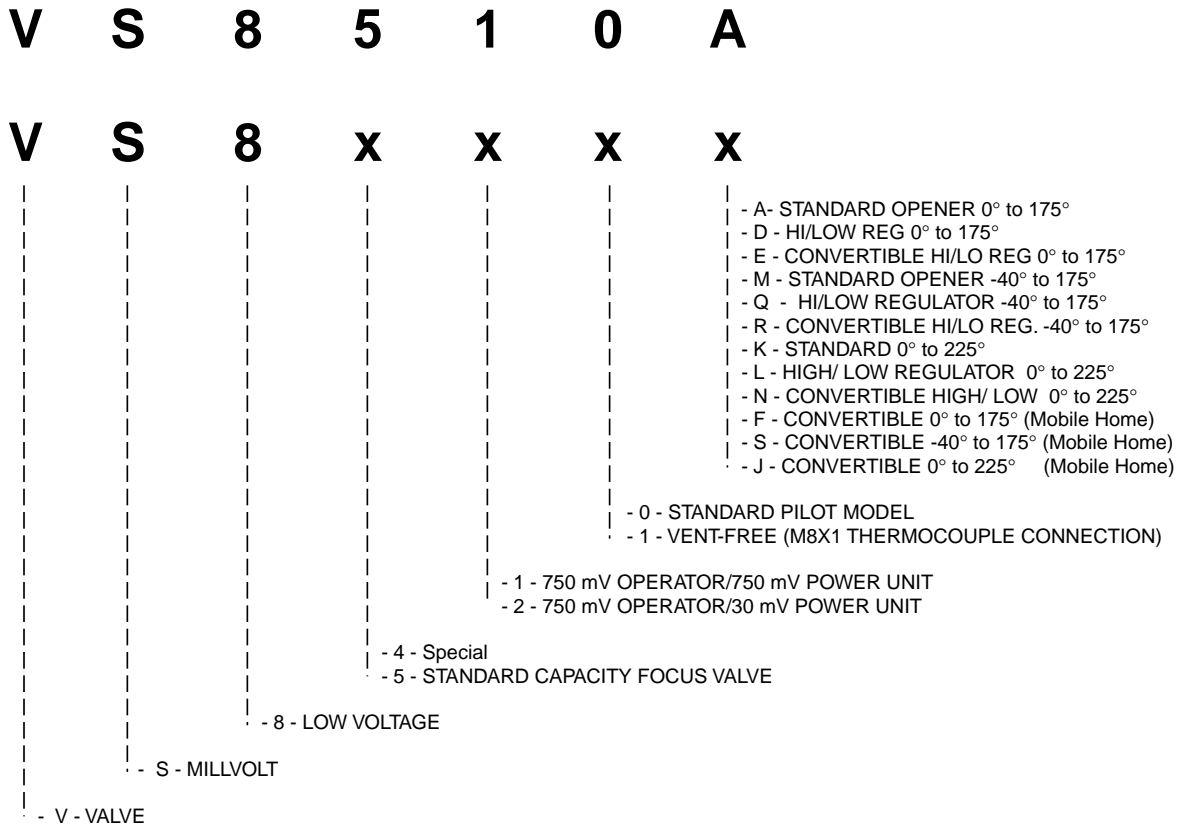 V S 8 5 1 0 A
V S 8 x x x x
- A- STANDARD OPENER 0° to 175°
- D - HI/LOW REG 0° to 175°
- E - CONVERTIBLE HI/LO REG 0° to 175°
- M - STANDARD OPENER -40° to 175°
- Q - HI/LOW REGULATOR -40° to 175°
- R - CONVERTIBLE HI/LO REG. -40° to 175°
- K - STANDARD 0° to 225°
- L - HIGH/ LOW REGULATOR 0° to 225°
- N - CONVERTIBLE HIGH/ LOW 0° to 225°
- F - CONVERTIBLE 0° to 175° (Mobile Home)
- S - CONVERTIBLE -40° to 175° (Mobile Home)
- J - CONVERTIBLE 0° to 225° (Mobile Home)
- 0 - STANDARD PILOT MODEL
- 1 - VENT-FREE (M8X1 THERMOCOUPLE CONNECTION)
- 1 - 750 mV OPERATOR/750 mV POWER UNIT
- 2 - 750 mV OPERATOR/30 mV POWER UNIT
- 4 - Special
- 5 - STANDARD CAPACITY FOCUS VALVE
- 8 - LOW VOLTAGE
- S - MILLVOLT
- V - VALVE